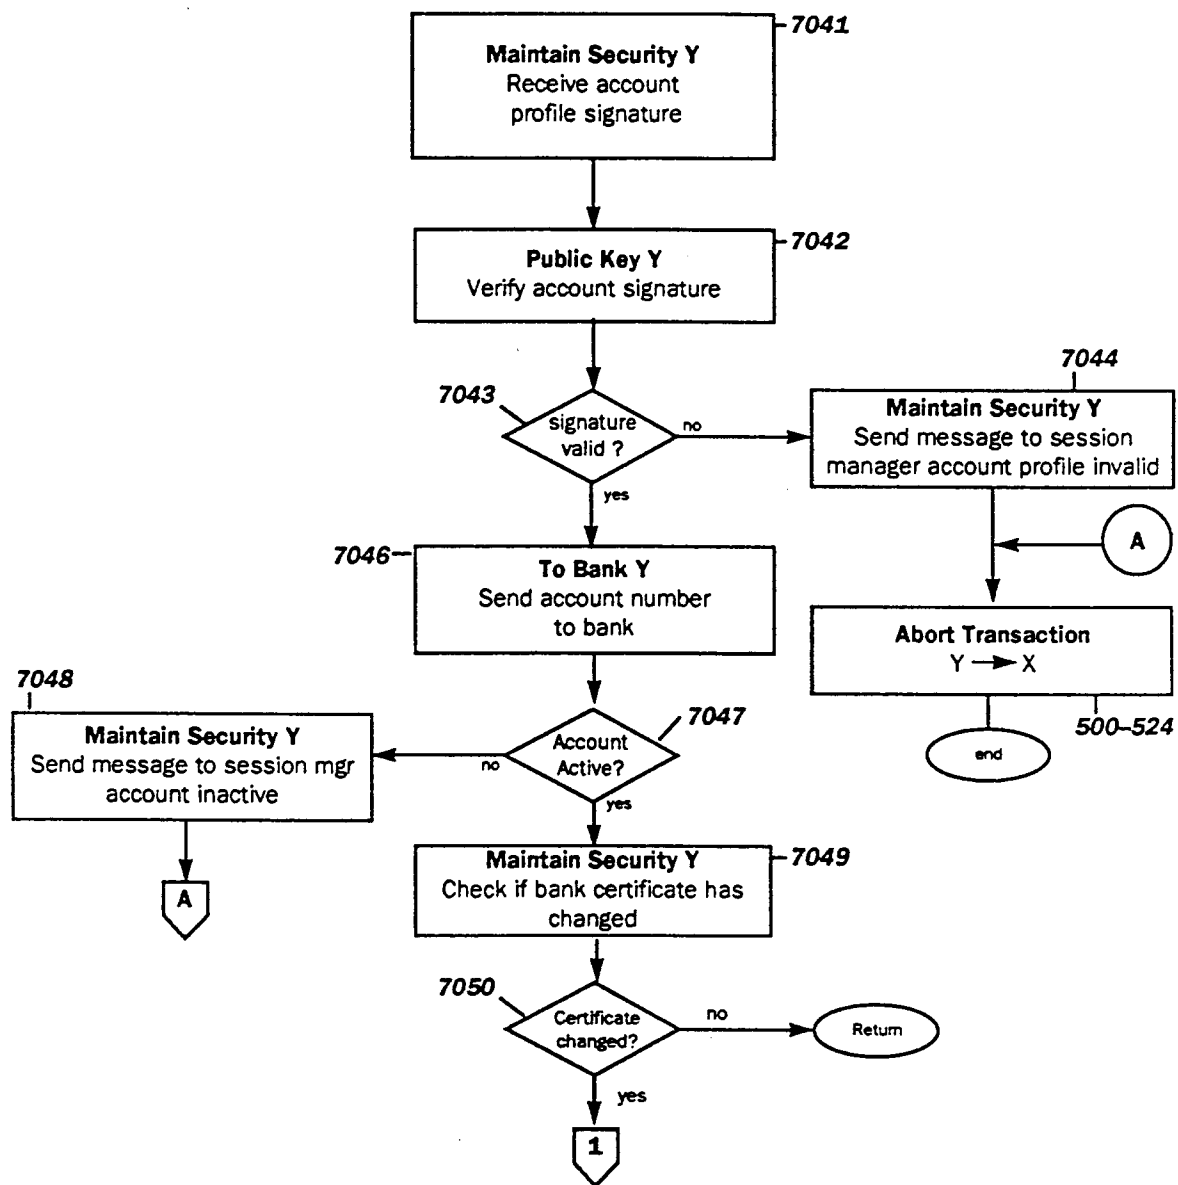 7041
Maintain Security Y
Receive account
profile signature
7042
Public Key Y
Verify account signature
7043
signature
valid ?
no
yes
7044
Maintain Security Y
Send message to session
manager account profile invalid
A
Abort Transaction
Y → X
500-524
end
7046
To Bank Y
Send account number
to bank
7047
Account
Active?
no
yes
7048
Maintain Security Y
Send message to session mgr
account inactive
A
7049
Maintain Security Y
Check if bank certificate has
changed
7050
Certificate
changed?
no
Return
yes
1